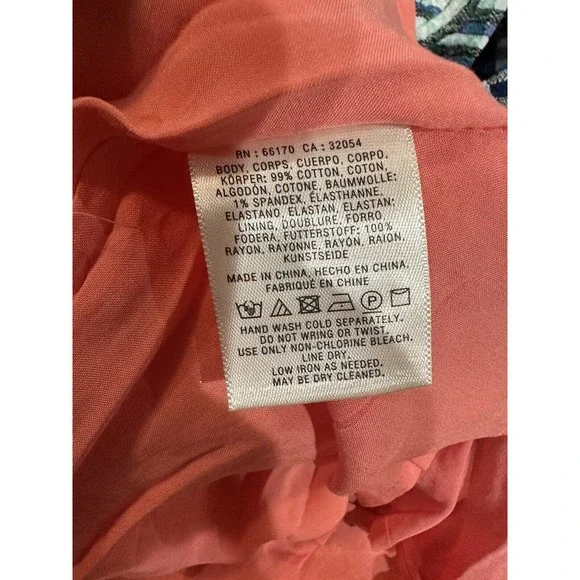 RN : 66170 CA : 32054
BODY, CORPS, CUERPO, CORPO,
KÖRPER: 99% COTTON, COTON,
ALGODÓN, COTONE, BAUMWOLLE:
1% SPANDEX, ÉLASTHANNE,
ELASTANO, ELASTAN, ELASTAN:
LINING, DOUBLURE, FORRO
FODERA, FUTTERSTOFF: 100%
RAYON, RAYONNE, RAYÓN, RAION,
KUNSTSEIDE
MADE IN CHINA, HECHO EN CHINA,
FABRIQUÉ EN CHINE
P
HAND WASH COLD SEPARATELY.
DO NOT WRING OR TWIST.
USE ONLY NON-CHLORINE BLEACH.
LINE DRY.
LOW IRON AS NEEDED.
MAY BE DRY CLEANED.